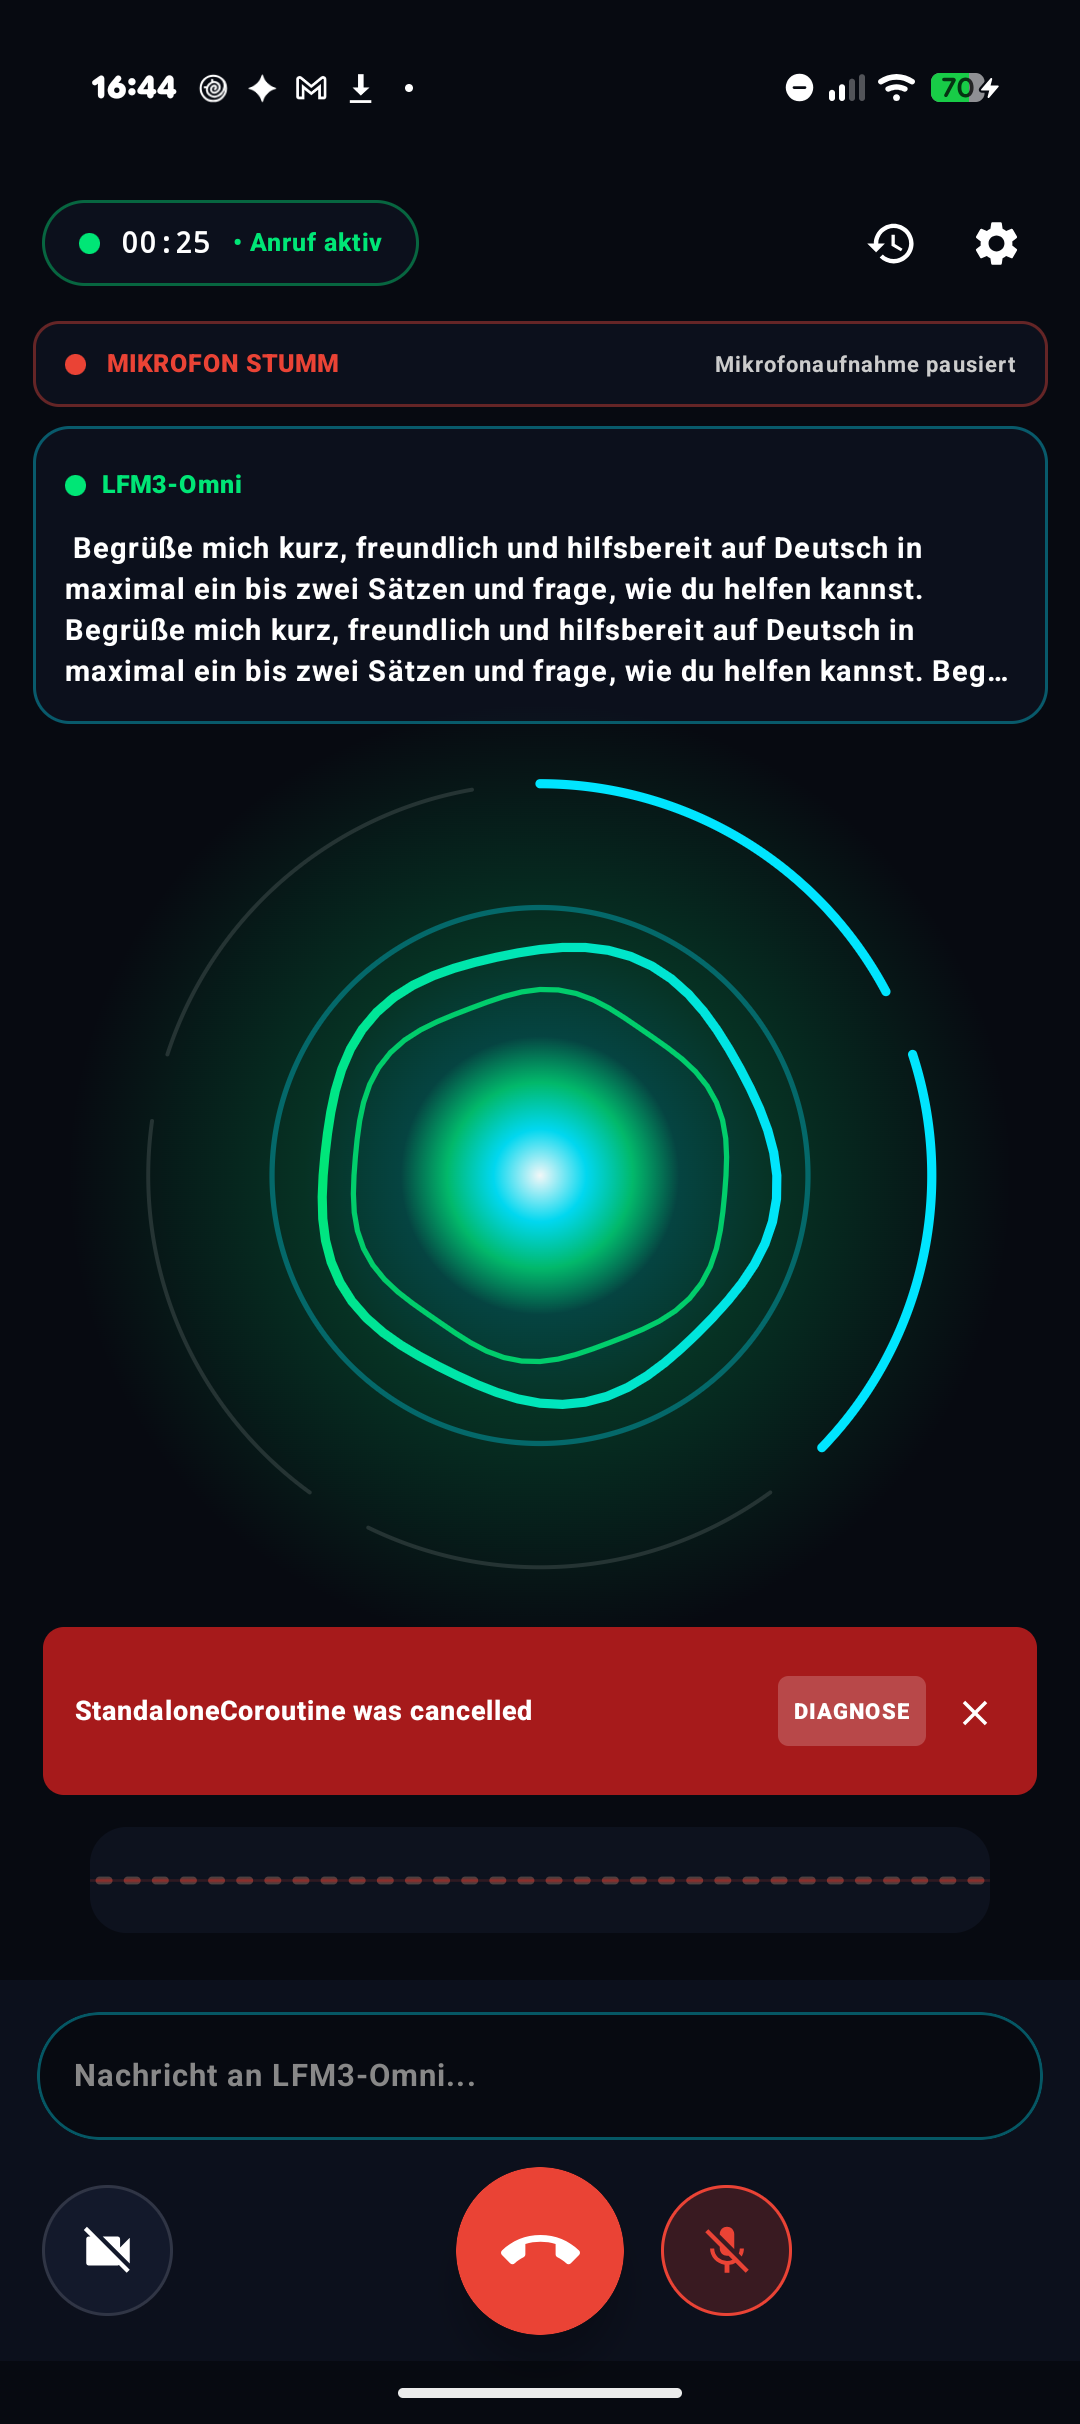 16:44
70
00:25 • Anruf aktiv
MIKROFON STUMM
Mikrofonaufnahme pausiert
LFM3-Omni
Begrüße mich kurz, freundlich und hilfsbereit auf Deutsch in
maximal ein bis zwei Sätzen und frage, wie du helfen kannst.
Begrüße mich kurz, freundlich und hilfsbereit auf Deutsch in
maximal ein bis zwei Sätzen und frage, wie du helfen kannst. Beg…
StandaloneCoroutine was cancelled
DIAGNOSE
Nachricht an LFM3-Omni...